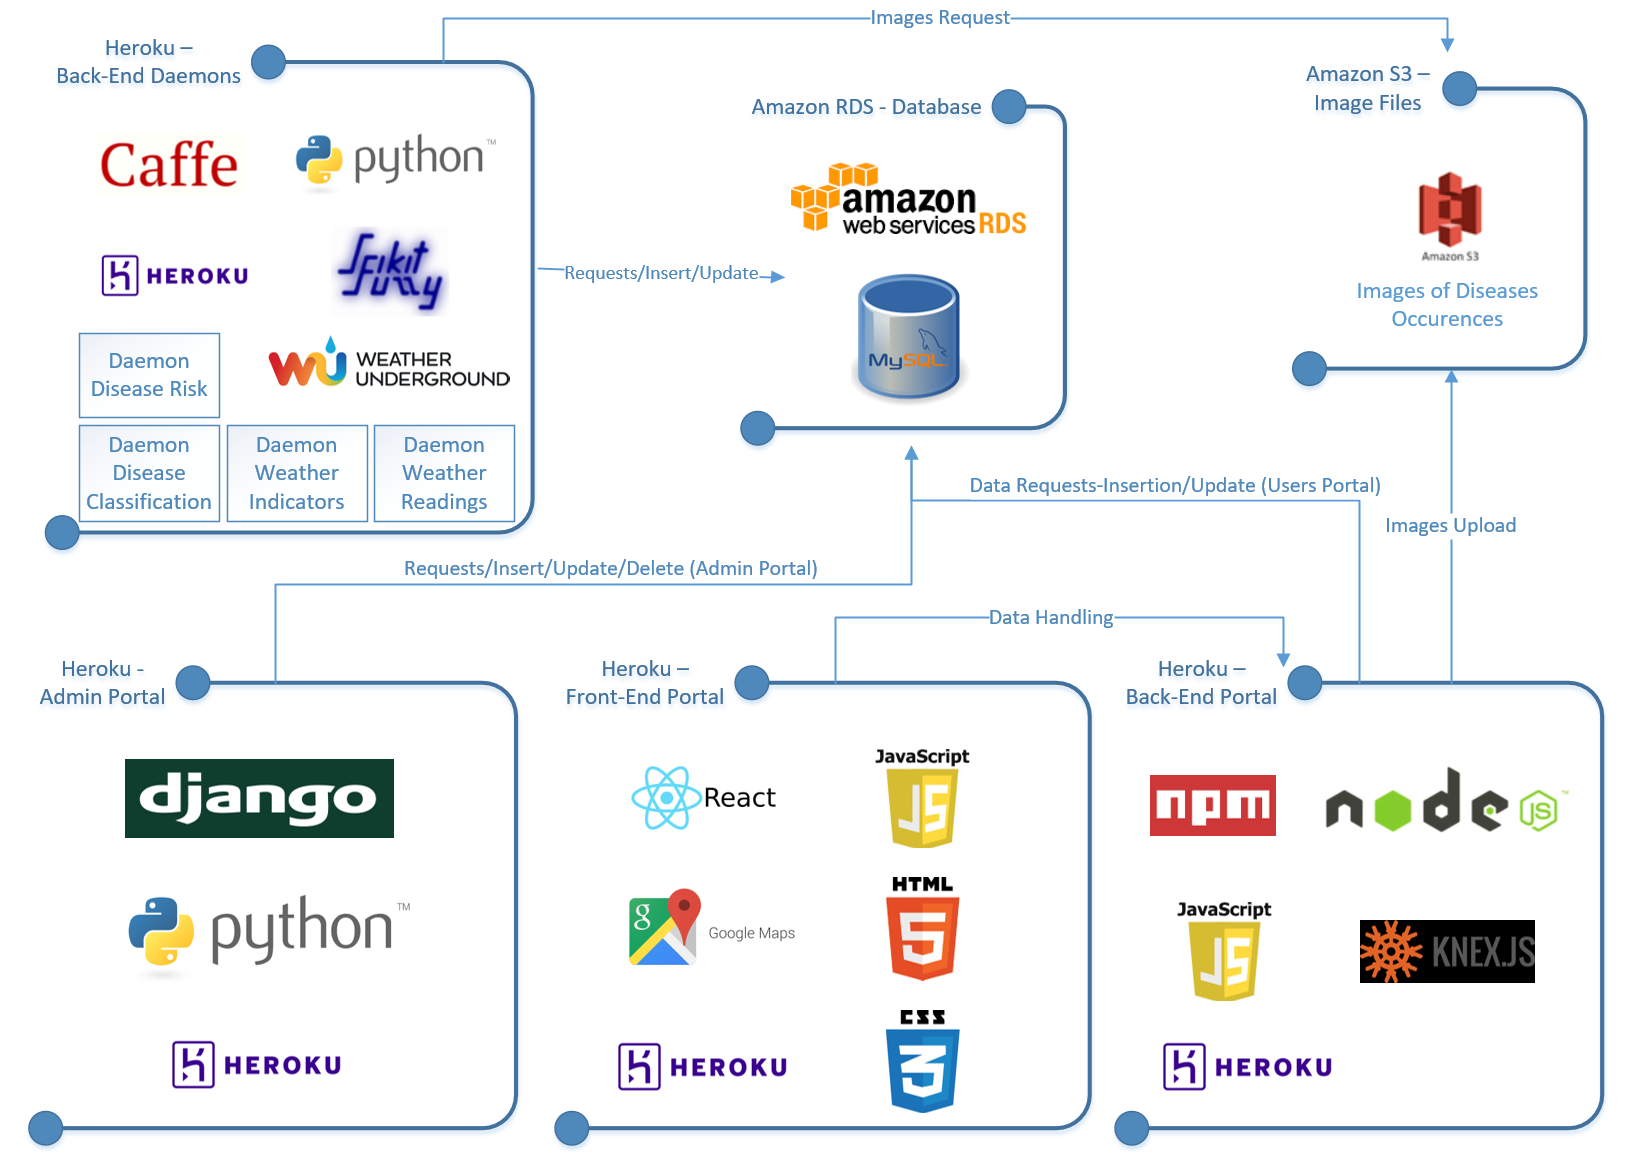 Images Request
Heroku –
Back-End Daemons
Amazon S3 –
Image Files
Amazon RDS - Database
Caffe
python™
amazon
web services RDS
HEROKU
Scikit
Fuzzy
Requests/Insert/Update
Amazon S3
Images of Diseases
Occurences
MySQL
Daemon
Disease Risk
WU WEATHER
UNDERGROUND
Daemon
Disease
Classification
Daemon
Weather
Indicators
Daemon
Weather
Readings
Data Requests-Insertion/Update (Users Portal)
Images Upload
Requests/Insert/Update/Delete (Admin Portal)
Data Handling
Heroku -
Admin Portal
Heroku –
Front-End Portal
Heroku –
Back-End Portal
django
python™
HEROKU
React
JavaScript
JS
g
Google Maps
HTML
5
HEROKU
CSS
3
npm
node JS™
JavaScript
JS
KNEX.JS
HEROKU